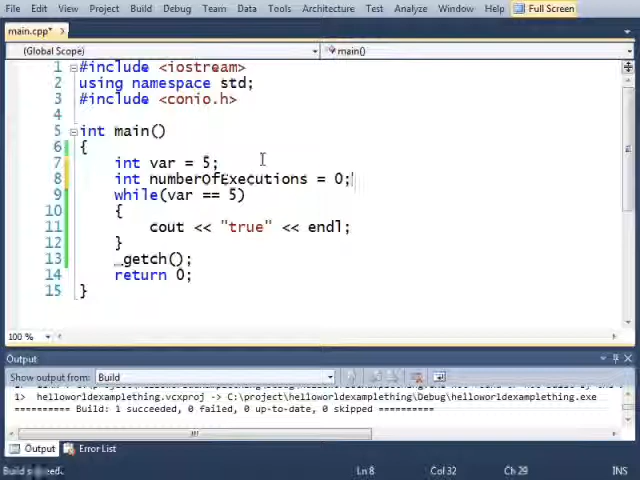 File Edit View Project Build Debug Team Data Tools Architecture Test Analyze Window Help Full Screen
main.cpp* x
(Global Scope) main()
1 #include <iostream>
2 using namespace std;
3 #include <conio.h>
4
5 int main()
6 {
7 int var = 5;
8 int numberOfExecutions = 0;
9 while(var == 5)
10 {
11 cout << "true" << endl;
12 }
13 _getch();
14 return 0;
15 }
100 %
Output
Show output from: Build
1> helloworldexamplething.vcxproj -> C:\project\helloworldexamplething\Debug\helloworldexamplething.exe
========== Build: 1 succeeded, 0 failed, 0 up-to-date, 0 skipped ==========
Output Error List
Ln 8 Col 32 Ch 29 INS